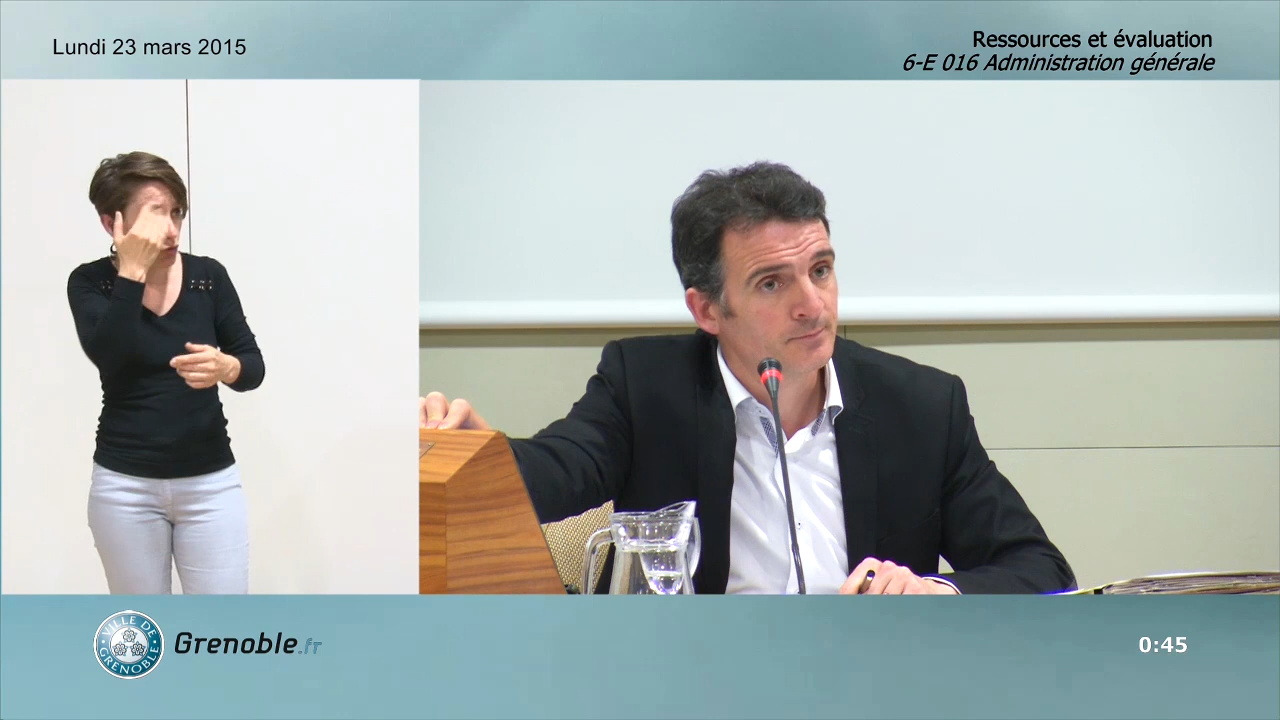 Lundi 23 mars 2015
Ressources et évaluation
6-E 016 Administration générale
VILLE DE GRENOBLE
Grenoble.fr
0:45